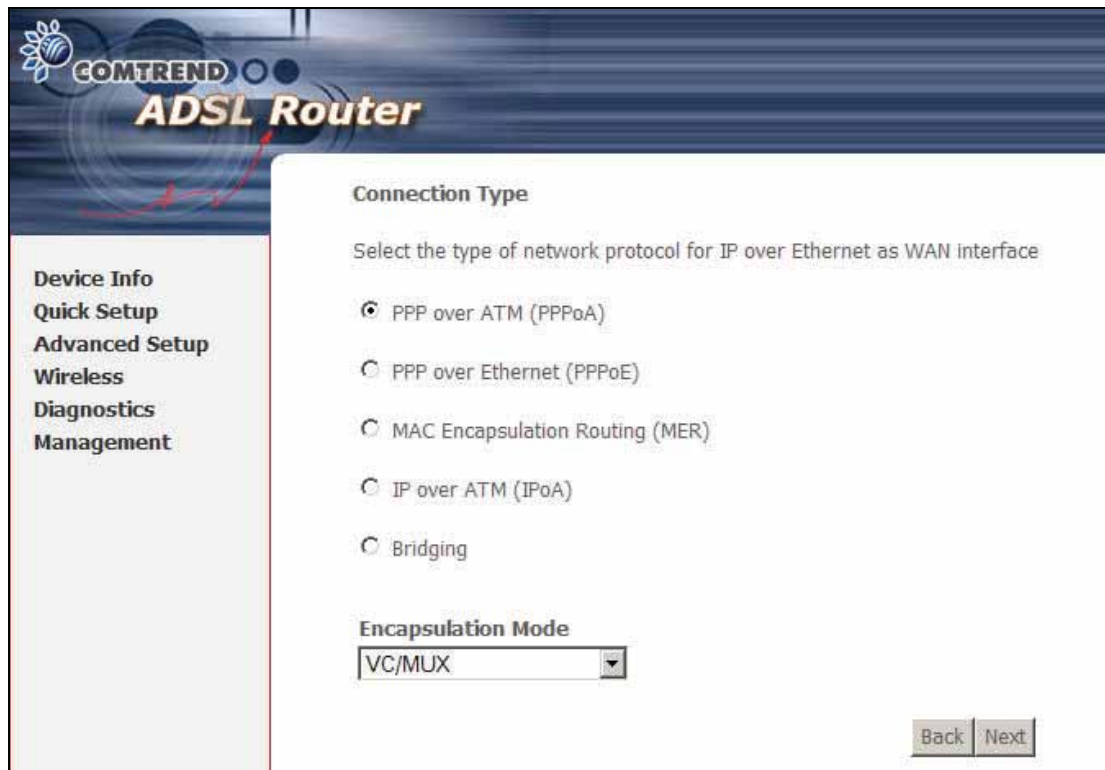 COMTREND
ADSL Router
Device Info
Quick Setup
Advanced Setup
Wireless
Diagnostics
Management
Connection Type
Select the type of network protocol for IP over Ethernet as WAN interface
PPP over ATM (PPPoA)
PPP over Ethernet (PPPoE)
MAC Encapsulation Routing (MER)
IP over ATM (IPoA)
Bridging
Encapsulation Mode
VC/MUX
Back Next